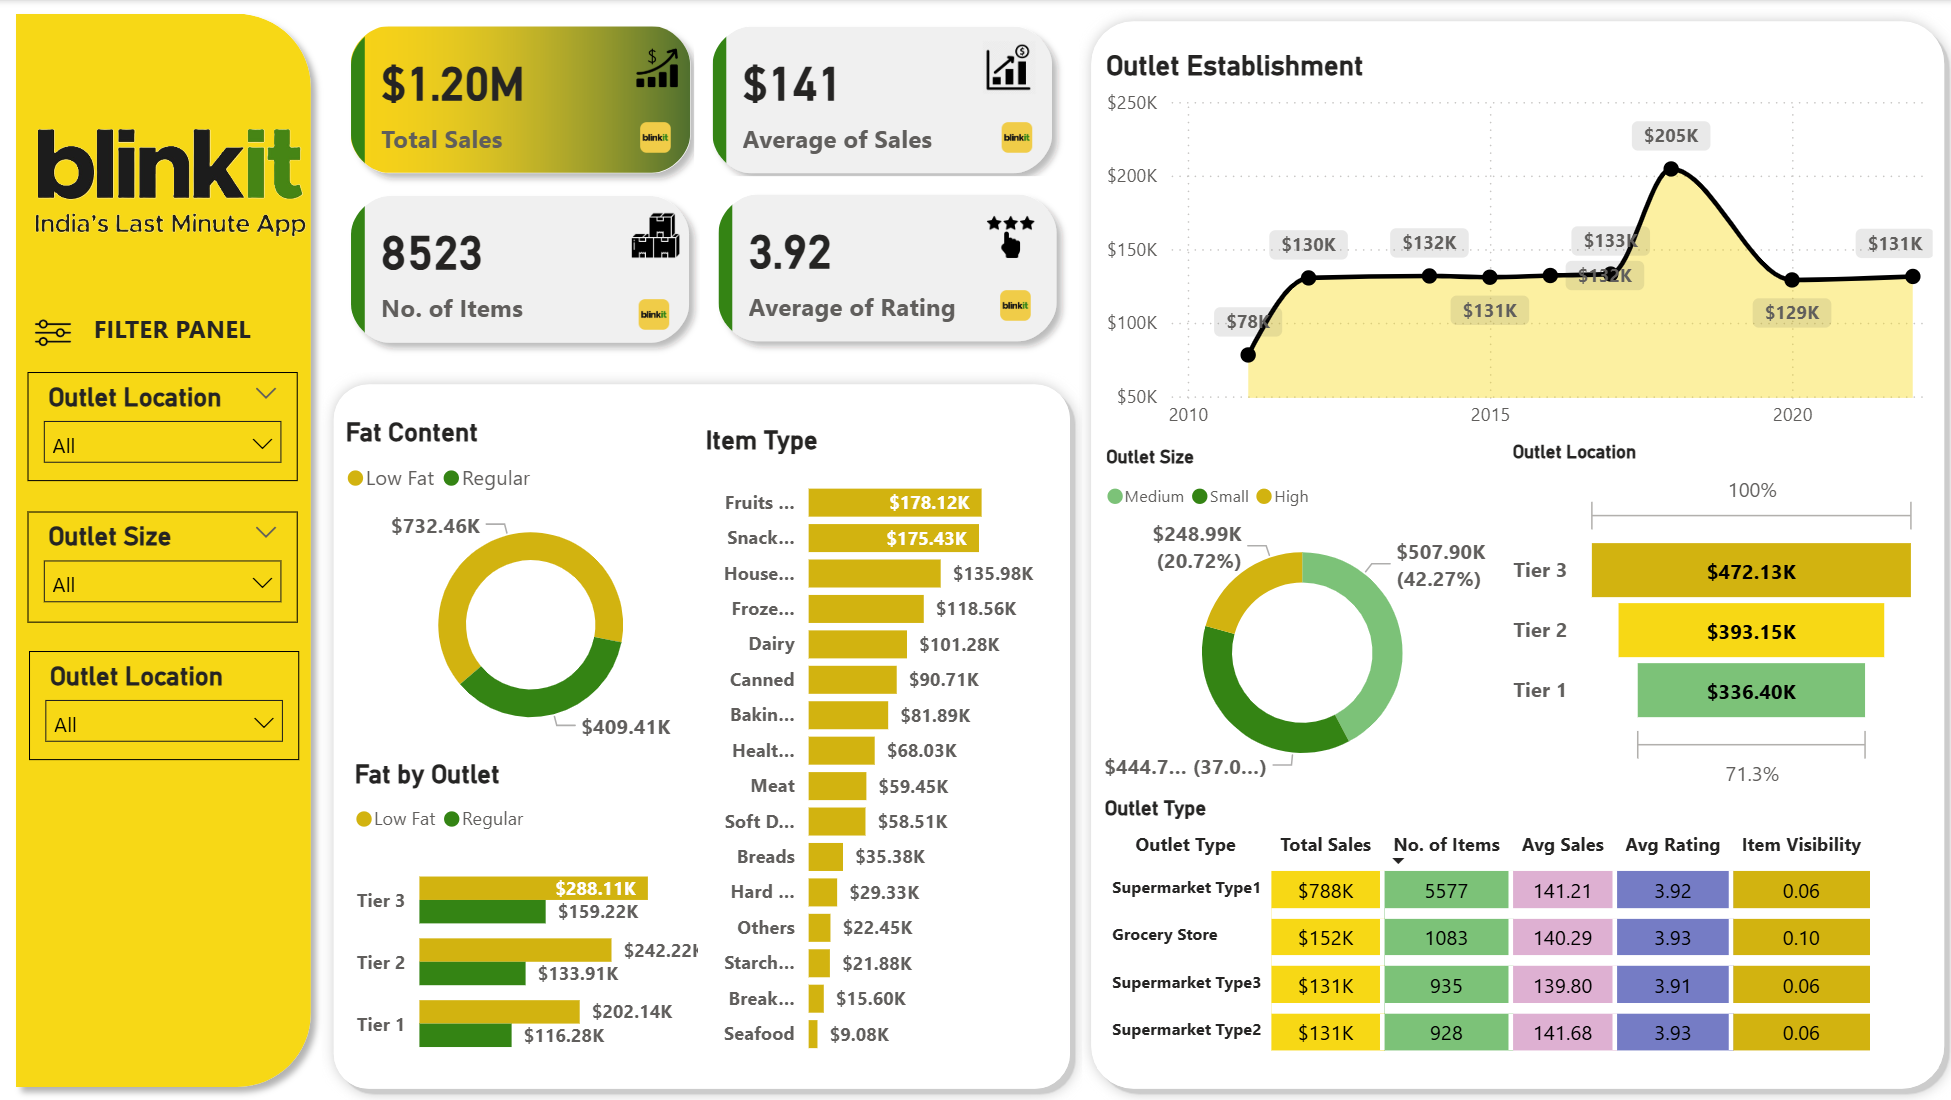 blinkit
India's Last Minute App
FILTER PANEL
Outlet Location
All
Outlet Size
All
Outlet Location
All
$1.20M
Total Sales
blinkit
$141
Average of Sales
blinkit
8523
No. of Items
blinkit
3.92
Average of Rating
blinkit
Fat Content
Low Fat Regular
$732.46K
$409.41K
Fat by Outlet
Low Fat Regular
Tier 3 $288.11K
$159.22K
Tier 2 $242.22K
$133.91K
Tier 1 $202.14K
$116.28K
Item Type
Fruits ... $178.12K
Snack... $175.43K
House... $135.98K
Froze... $118.56K
Dairy $101.28K
Canned $90.71K
Bakin... $81.89K
Healt... $68.03K
Meat $59.45K
Soft D... $58.51K
Breads $35.38K
Hard ... $29.33K
Others $22.45K
Starch... $21.88K
Break... $15.60K
Seafood $9.08K
Outlet Establishment
$250K
$200K
$150K
$100K
$50K
$78K
$130K
$132K
$131K
$132K
$133K
$205K
$129K
$131K
2010 2015 2020
Outlet Size
Medium Small High
$248.99K
(20.72%)
$507.90K
(42.27%)
$444.7... (37.0...)
Outlet Location
100%
Tier 3 $472.13K
Tier 2 $393.15K
Tier 1 $336.40K
71.3%
Outlet Type
Outlet Type Total Sales No. of Items Avg Sales Avg Rating Item Visibility
Supermarket Type1 $788K 5577 141.21 3.92 0.06
Grocery Store $152K 1083 140.29 3.93 0.10
Supermarket Type3 $131K 935 139.80 3.91 0.06
Supermarket Type2 $131K 928 141.68 3.93 0.06